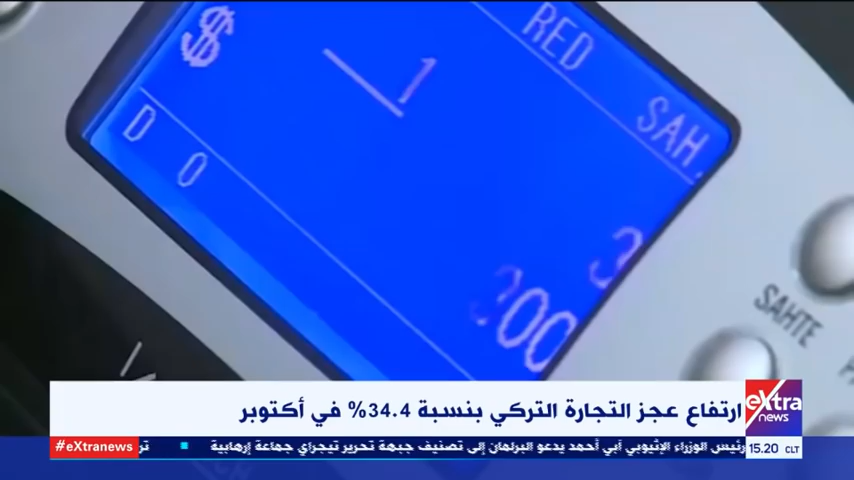 $
RED
SAH.
1
D
0
3
200
SAHTE
ارتفاع عجز التجارة التركي بنسبة 34.4% في أكتوبر
eXtra
news
#eXtranews
رئيس الوزراء الإثيوبي آبي أحمد يدعو البرلمان إلى تصنيف جبهة تحرير تيجراي جماعة إرهابية
15.20 CLT